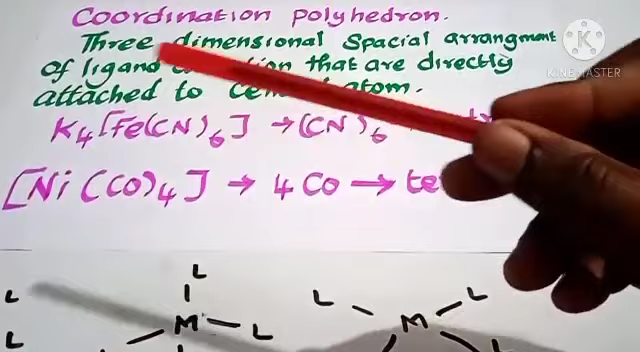 Coordination polyhedron.
Three dimensional Spacial arrangment
Of ligand that are directly
attached to atom.
K4[Fe(CN)6] → (CN)6
[Ni(CO)4] → 4CO → te
K
KINEMASTER
L
L
L L
M L M
L